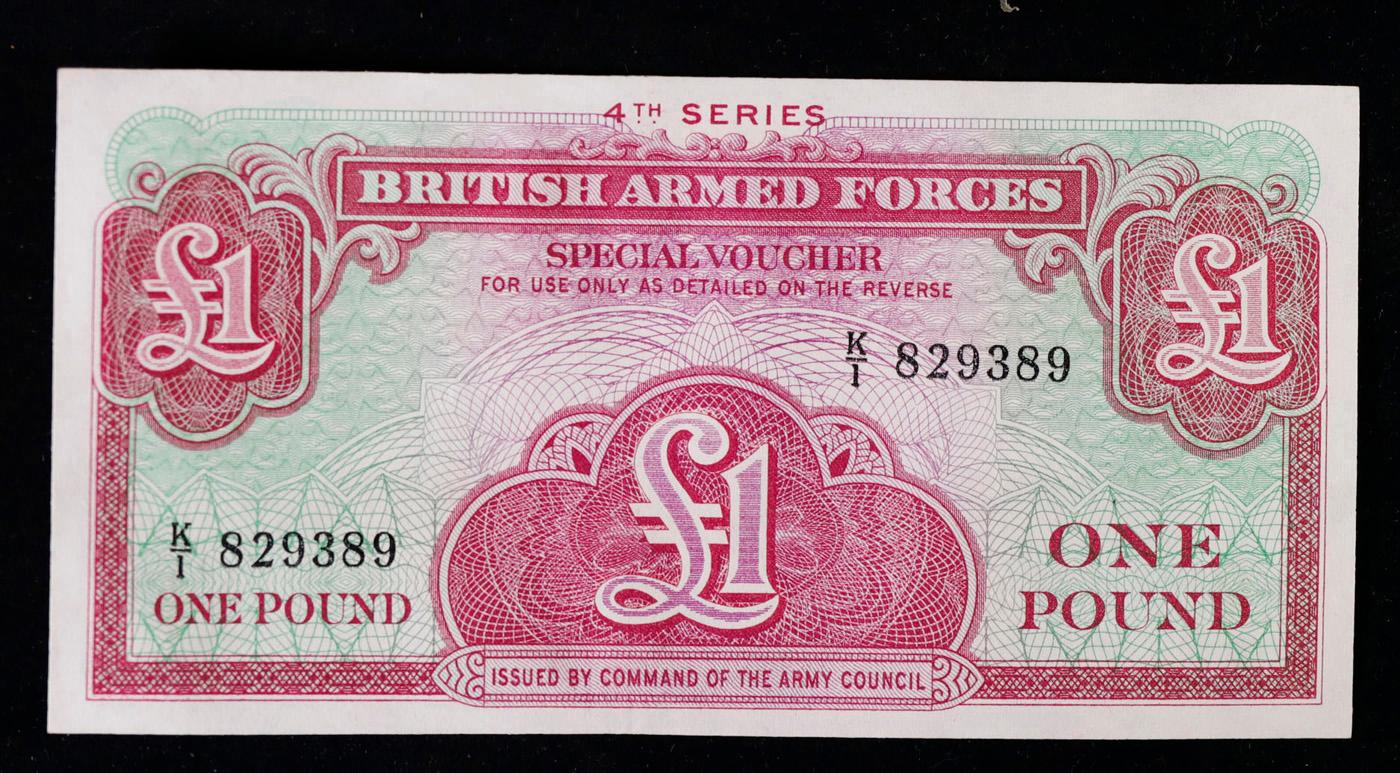 4TH SERIES
BRITISH ARMED FORCES
£1
£1
SPECIAL VOUCHER
FOR USE ONLY AS DETAILED ON THE REVERSE
K/1 829389
£1
K/1 829389
ONE POUND
ONE
POUND
ISSUED BY COMMAND OF THE ARMY COUNCIL